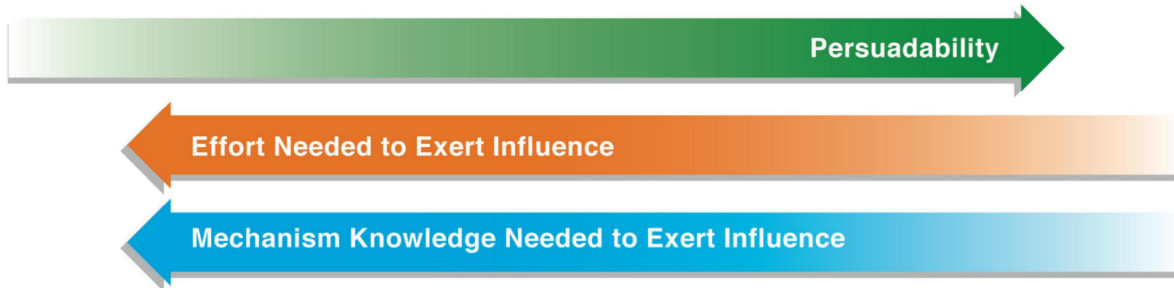 Persuadability
Effort Needed to Exert Influence
Mechanism Knowledge Needed to Exert Influence